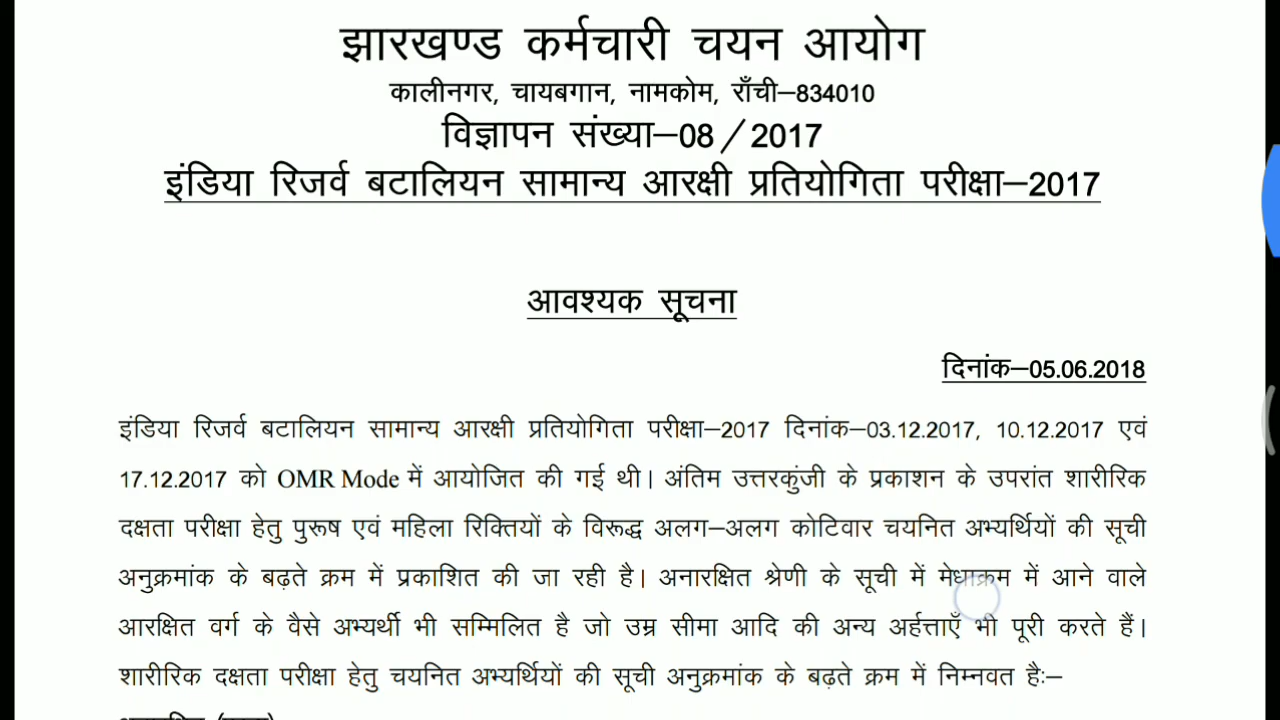 झारखण्ड कर्मचारी चयन आयोग
कालीनगर, चायबगान, नामकोम, राँची–834010
विज्ञापन संख्या–08/2017
इंडिया रिजर्व बटालियन सामान्य आरक्षी प्रतियोगिता परीक्षा–2017
आवश्यक सूचना
दिनांक–05.06.2018
इंडिया रिजर्व बटालियन सामान्य आरक्षी प्रतियोगिता परीक्षा–2017 दिनांक–03.12.2017, 10.12.2017 एवं
17.12.2017 को OMR Mode में आयोजित की गई थी। अंतिम उत्तरकुंजी के प्रकाशन के उपरांत शारीरिक
दक्षता परीक्षा हेतु पुरूष एवं महिला रिक्तियों के विरूद्ध अलग–अलग कोटिवार चयनित अभ्यर्थियों की सूची
अनुक्रमांक के बढ़ते क्रम में प्रकाशित की जा रही है। अनारक्षित श्रेणी के सूची में मेधाक्रम में आने वाले
आरक्षित वर्ग के वैसे अभ्यर्थी भी सम्मिलित है जो उम्र सीमा आदि की अन्य अर्हत्ताएँ भी पूरी करते हैं।
शारीरिक दक्षता परीक्षा हेतु चयनित अभ्यर्थियों की सूची अनुक्रमांक के बढ़ते क्रम में निम्नवत है:–